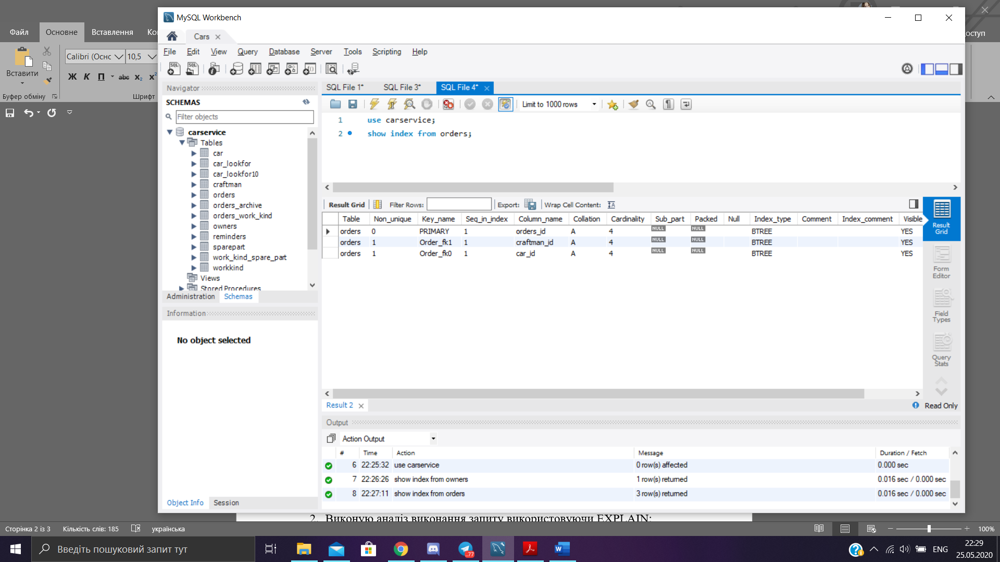 MySQL Workbench
Файл
Основне
Вставлення
Ко
оступ
Cars
File Edit View Query Database Server Tools Scripting Help
Calibri (Оснс
10,5
Вставити
Ж К П abc x₂ x²
Буфер обміну
Шрифт
Navigator
SCHEMAS
Filter objects
carservice
Tables
car
car_lookfor
car_lookfor10
craftman
orders
orders_archive
orders_work_kind
owners
reminders
sparepart
work_kind_spare_part
workkind
Views
Stored Procedures
Administration Schemas
Information
No object selected
Object Info Session
SQL File 1* SQL File 3* SQL File 4*
Limit to 1000 rows
1 use carservice;
2 show index from orders;
Result Grid Filter Rows: Export: Wrap Cell Content:
Table Non_unique Key_name Seq_in_index Column_name Collation Cardinality Sub_part Packed Null Index_type Comment Index_comment Visible
orders 0 PRIMARY 1 orders_id A 4 NULL NULL BTREE YES
orders 1 Order_fk1 1 craftman_id A 4 NULL NULL BTREE YES
orders 1 Order_fk0 1 car_id A 4 NULL NULL BTREE YES
Result Grid
Form Editor
Field Types
Query Stats
Result 2
Read Only
Output
Action Output
# Time Action Message Duration / Fetch
6 22:25:32 use carservice 0 row(s) affected 0.000 sec
7 22:26:26 show index from owners 1 row(s) returned 0.016 sec / 0.000 sec
8 22:27:11 show index from orders 3 row(s) returned 0.016 sec / 0.000 sec
2. Виконую аналіз виконання запиту використовуючи EXPLAIN:
Сторінка 2 із 3 Кількість слів: 185 українська
100%
Введіть пошуковий запит тут
..77
ENG
22:29
25.05.2020